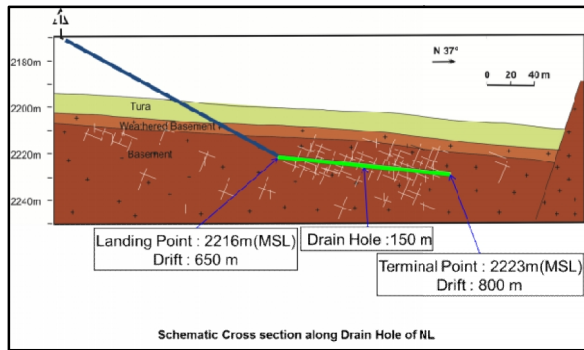 2180m
2200m
2220m
2240m
N 37°
0 20 40 m
Tura
Weathered Basement
Basement
Landing Point : 2216m(MSL)
Drift : 650 m
Drain Hole :150 m
Terminal Point : 2223m(MSL)
Drift : 800 m
Schematic Cross section along Drain Hole of NL